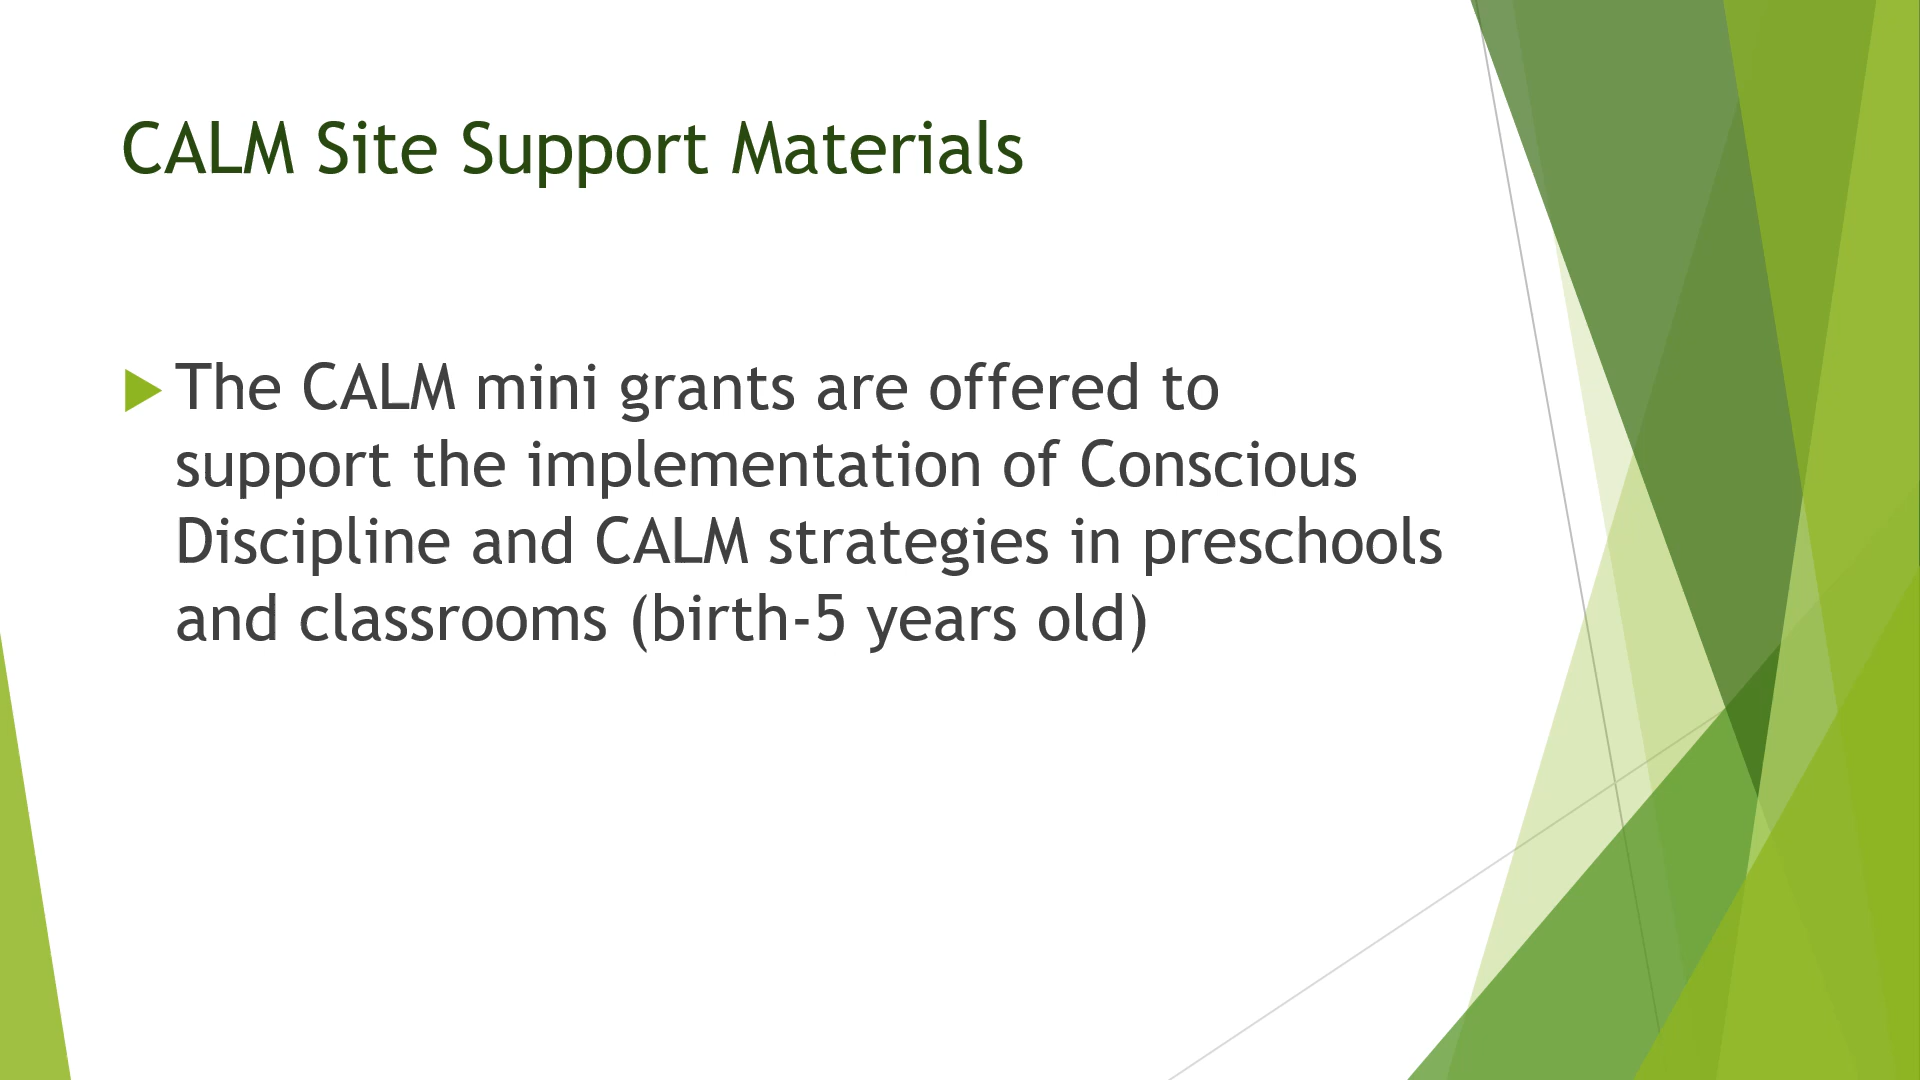 CALM Site Support Materials
The CALM mini grants are offered to
support the implementation of Conscious
Discipline and CALM strategies in preschools
and classrooms (birth-5 years old)